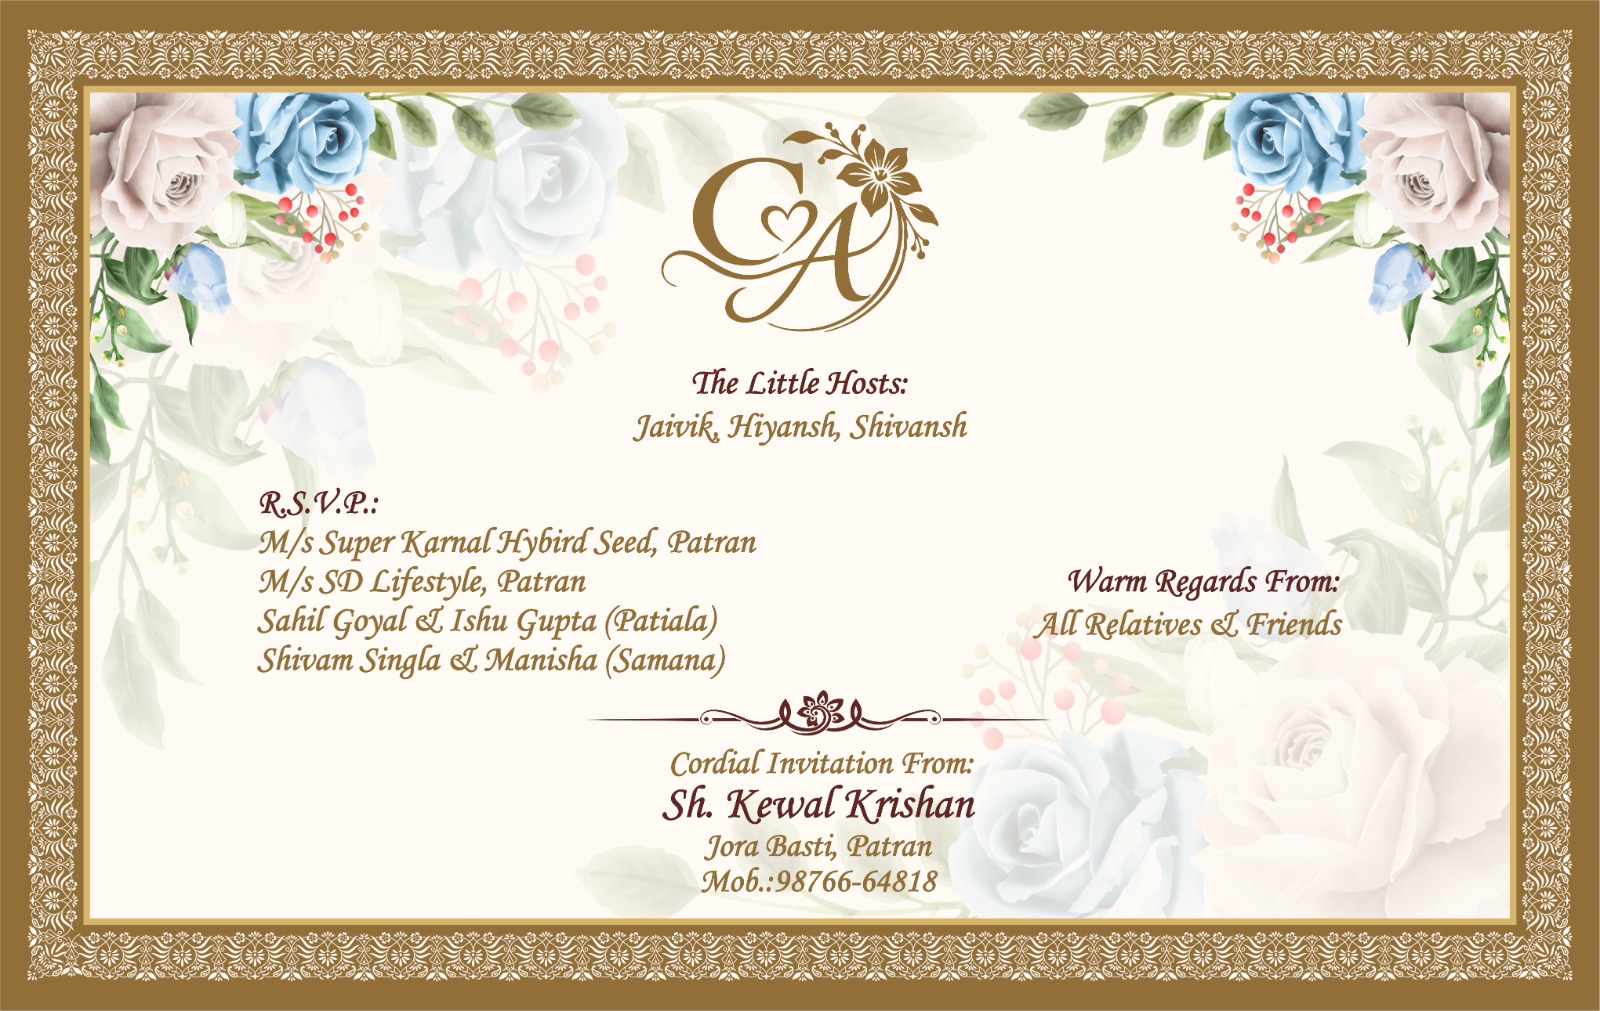 CA
The Little Hosts:
Jaivik, Hiyansh, Shivansh
R.S.V.P.:
M/s Super Karnal Hybird Seed, Patran
M/s SD Lifestyle, Patran
Sahil Goyal & Ishu Gupta (Patiala)
Shivam Singla & Manisha (Samana)
Warm Regards From:
All Relatives & Friends
Cordial Invitation From:
Sh. Kewal Krishan
Jora Basti, Patran
Mob.:98766-64818